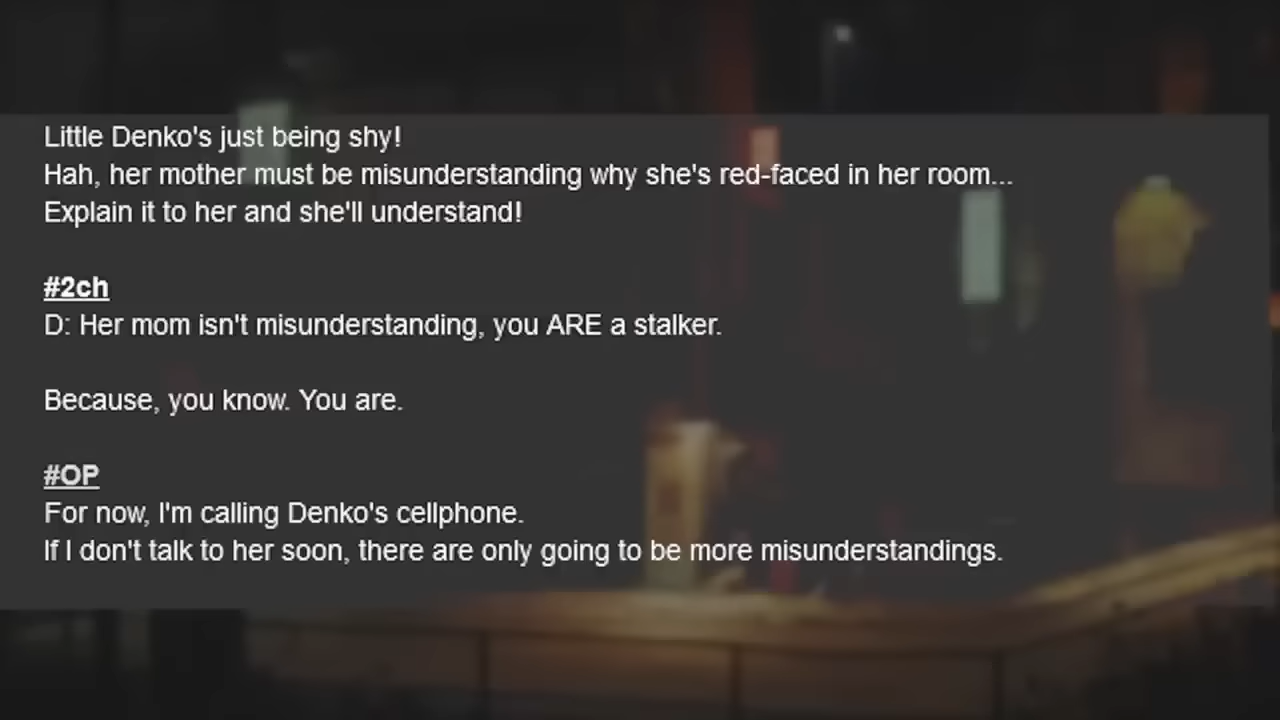 Little Denko's just being shy!
Hah, her mother must be misunderstanding why she's red-faced in her room...
Explain it to her and she'll understand!
#2ch
D: Her mom isn't misunderstanding, you ARE a stalker.
Because, you know. You are.
#OP
For now, I'm calling Denko's cellphone.
If I don't talk to her soon, there are only going to be more misunderstandings.